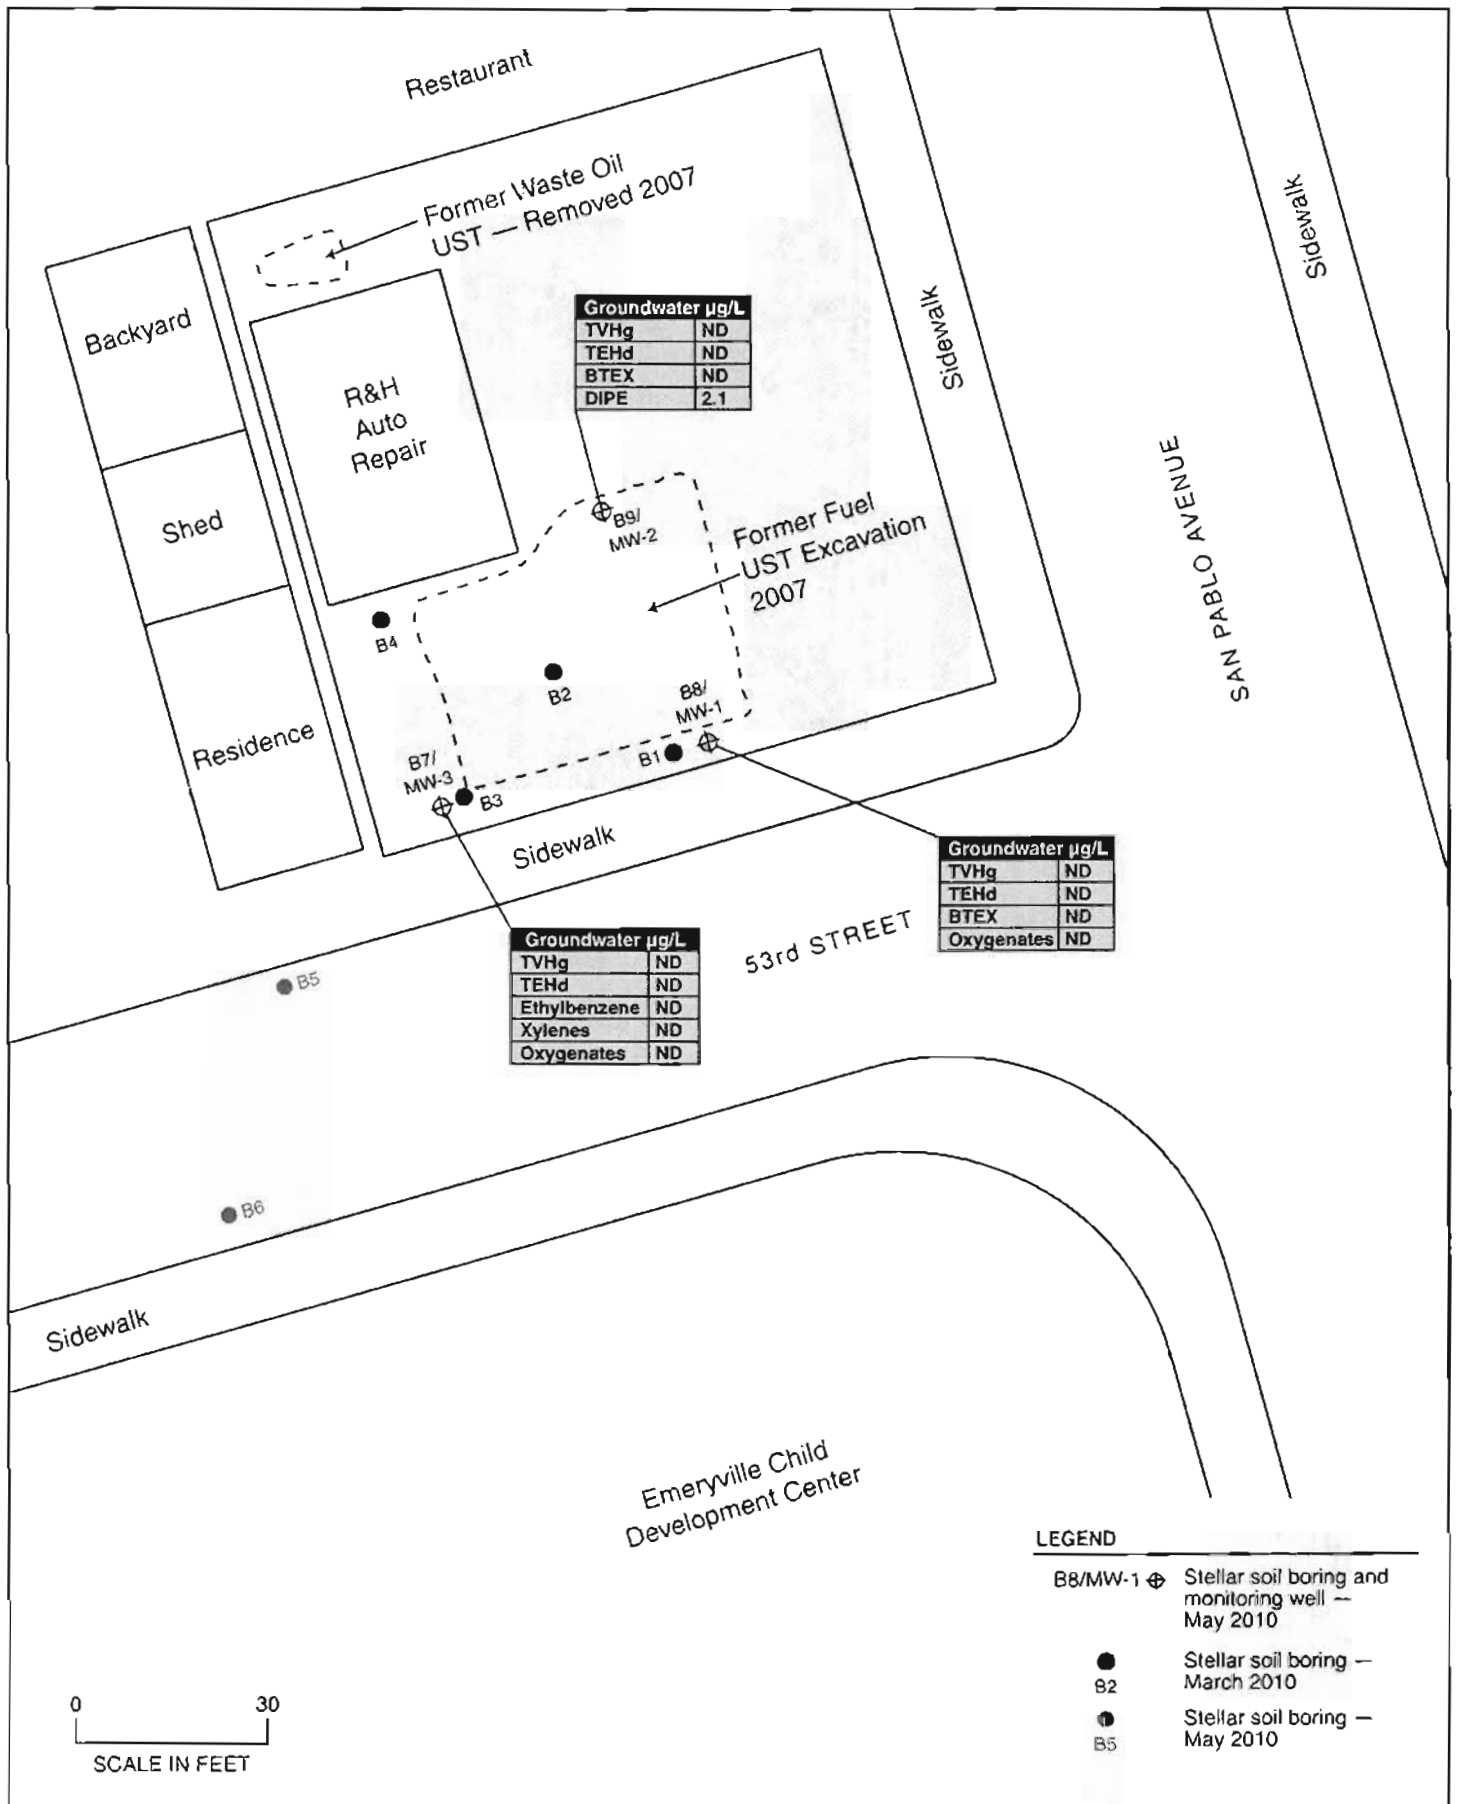 Restaurant
Former Waste Oil
UST — Removed 2007
Backyard
R&H
Auto
Repair
Shed
Residence
Groundwater µg/L
TVHg ND
TEHd ND
BTEX ND
DIPE 2.1
B9/
MW-2
Former Fuel
UST Excavation
2007
Sidewalk
Sidewalk
SAN PABLO AVENUE
B4
B2
B8/
MW-1
B1
B7/
MW-3
B3
Sidewalk
Groundwater µg/L
TVHg ND
TEHd ND
BTEX ND
Oxygenates ND
53rd STREET
Groundwater µg/L
TVHg ND
TEHd ND
Ethylbenzene ND
Xylenes ND
Oxygenates ND
B5
B6
Sidewalk
Emeryville Child
Development Center
LEGEND
B8/MW-1 Stellar soil boring and
monitoring well —
May 2010
Stellar soil boring —
B2 March 2010
Stellar soil boring —
B5 May 2010
0 30
SCALE IN FEET